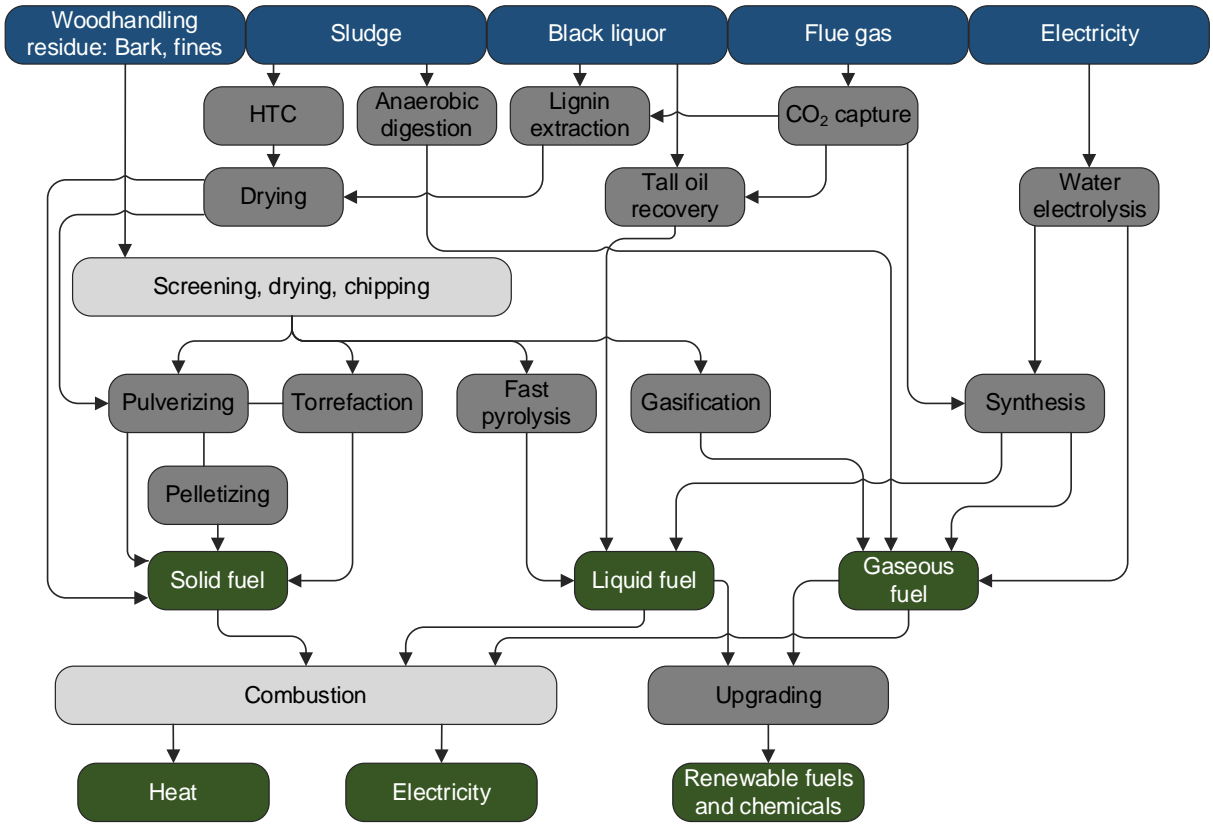 Woodhandling
residue: Bark, fines
Sludge
Black liquor
Flue gas
Electricity
HTC
Anaerobic
digestion
Lignin
extraction
CO₂ capture
Drying
Tall oil
recovery
Water
electrolysis
Screening, drying, chipping
Pulverizing
Torrefaction
Fast
pyrolysis
Gasification
Synthesis
Pelletizing
Solid fuel
Liquid fuel
Gaseous
fuel
Combustion
Upgrading
Heat
Electricity
Renewable fuels
and chemicals